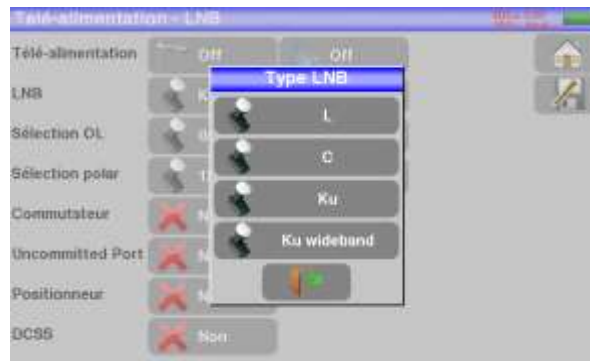 Télé-alimentation - LNB
Télé-alimentation Off Off
Type LNB
LNB K
L
Sélection OL
C
Sélection polar
Ku
Commutateur N
Ku wideband
Uncommitted Port N
Positionneur N
DCSS Non